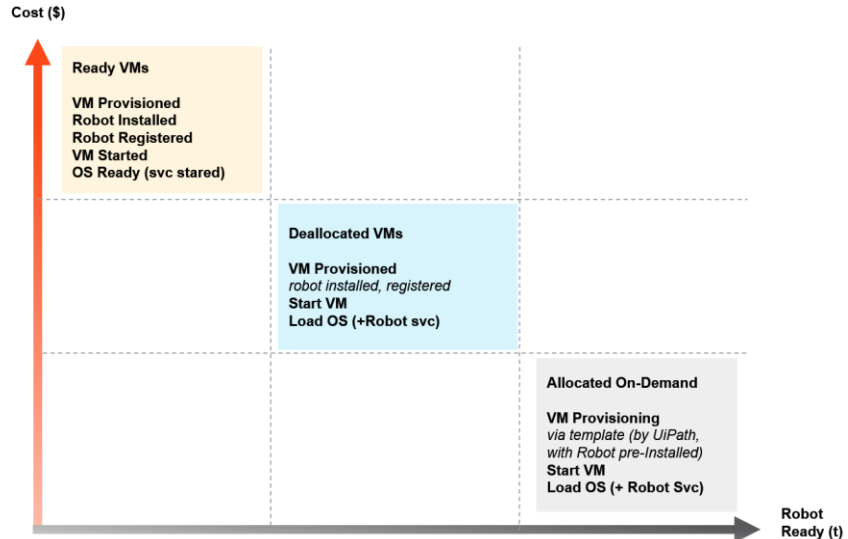 Cost ($)
Ready VMs
VM Provisioned
Robot Installed
Robot Registered
VM Started
OS Ready (svc stared)
Deallocated VMs
VM Provisioned
robot installed, registered
Start VM
Load OS (+Robot svc)
Allocated On-Demand
VM Provisioning
via template (by UiPath,
with Robot pre-Installed)
Start VM
Load OS (+ Robot Svc)
Robot
Ready (t)